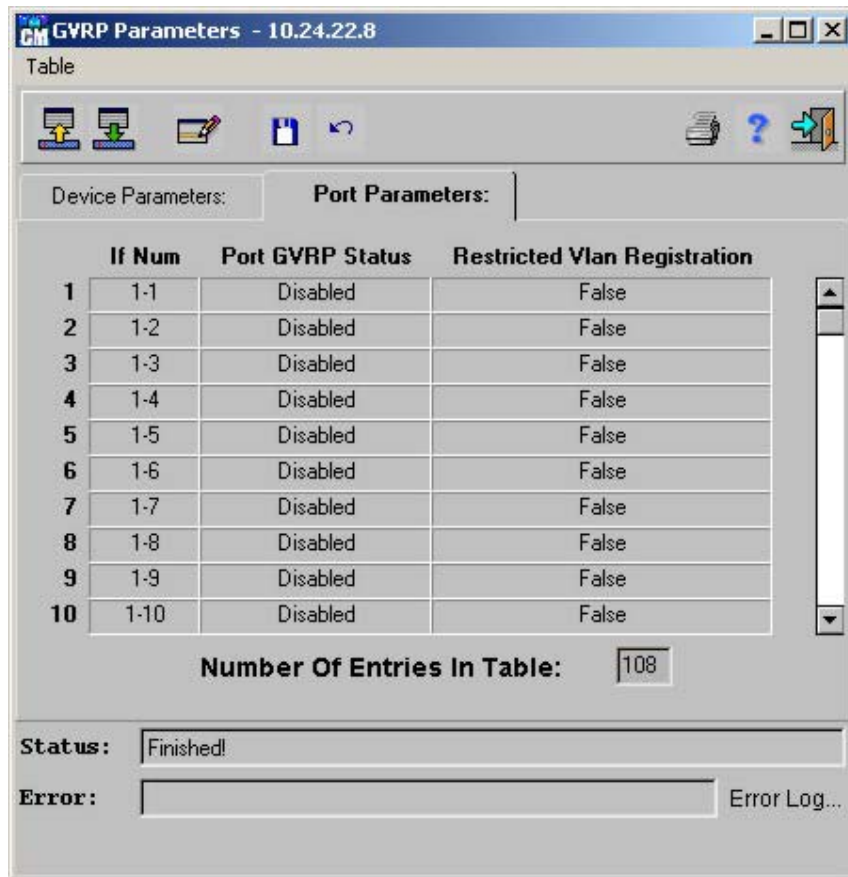 CM GVRP Parameters - 10.24.22.8
Table
Device Parameters: Port Parameters:
If Num Port GVRP Status Restricted Vlan Registration
1 1-1 Disabled False
2 1-2 Disabled False
3 1-3 Disabled False
4 1-4 Disabled False
5 1-5 Disabled False
6 1-6 Disabled False
7 1-7 Disabled False
8 1-8 Disabled False
9 1-9 Disabled False
10 1-10 Disabled False
Number Of Entries In Table: 108
Status: Finished!
Error: Error Log...